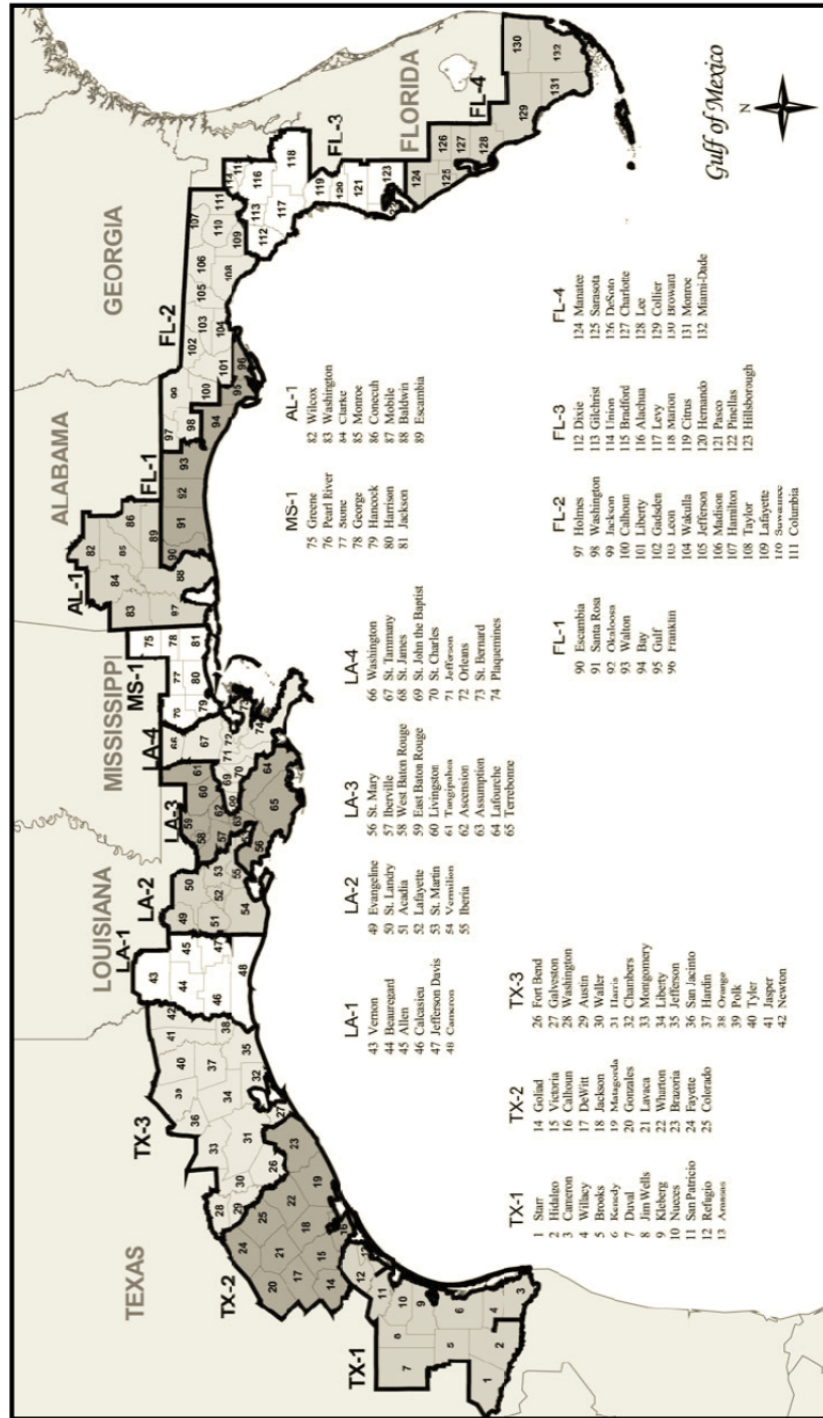 TEXAS
LOUISIANA
MISSISSIPPI
ALABAMA
GEORGIA
FLORIDA
TX-1
TX-2
TX-3
LA-1
LA-2
LA-3
LA-4
MS-1
AL-1
FL-1
FL-2
FL-3
FL-4
Gulf of Mexico
N
TX-1
1 Starr
2 Hidalgo
3 Cameron
4 Willacy
5 Brooks
6 Kenedy
7 Duval
8 Jim Wells
9 Kleberg
10 Nueces
11 San Patricio
12 Refugio
13 Aransas
TX-2
14 Goliad
15 Victoria
16 Calhoun
17 DeWitt
18 Jackson
19 Matagorda
20 Gonzales
21 Lavaca
22 Wharton
23 Brazoria
24 Fayette
25 Colorado
TX-3
26 Fort Bend
27 Galveston
28 Washington
29 Austin
30 Waller
31 Harris
32 Chambers
33 Montgomery
34 Liberty
35 Jefferson
36 San Jacinto
37 Hardin
38 Orange
39 Polk
40 Tyler
41 Jasper
42 Newton
LA-1
43 Vernon
44 Beauregard
45 Allen
46 Calcasieu
47 Jefferson Davis
48 Cameron
LA-2
49 Evangeline
50 St. Landry
51 Acadia
52 Lafayette
53 St. Martin
54 Vermilion
55 Iberia
LA-3
56 St. Mary
57 Iberville
58 West Baton Rouge
59 East Baton Rouge
60 Livingston
61 Tangipahoa
62 Ascension
63 Assumption
64 Lafourche
65 Terrebonne
LA-4
66 Washington
67 St. Tammany
68 St. James
69 St. John the Baptist
70 St. Charles
71 Jefferson
72 Orleans
73 St. Bernard
74 Plaquemines
MS-1
75 Greene
76 Pearl River
77 Stone
78 George
79 Hancock
80 Harrison
81 Jackson
AL-1
82 Wilcox
83 Washington
84 Clarke
85 Monroe
86 Conecuh
87 Mobile
88 Baldwin
89 Escambia
FL-1
90 Escambia
91 Santa Rosa
92 Okaloosa
93 Walton
94 Bay
95 Gulf
96 Franklin
FL-2
97 Holmes
98 Washington
99 Jackson
100 Calhoun
101 Liberty
102 Gadsden
103 Leon
104 Wakulla
105 Jefferson
106 Madison
107 Hamilton
108 Taylor
109 Lafayette
110 Suwannee
111 Columbia
FL-3
112 Dixie
113 Gilchrist
114 Union
115 Bradford
116 Alachua
117 Levy
118 Marion
119 Citrus
120 Hernando
121 Pasco
122 Pinellas
123 Hillsborough
FL-4
124 Manatee
125 Sarasota
126 DeSoto
127 Charlotte
128 Lee
129 Collier
130 Broward
131 Monroe
132 Miami-Dade